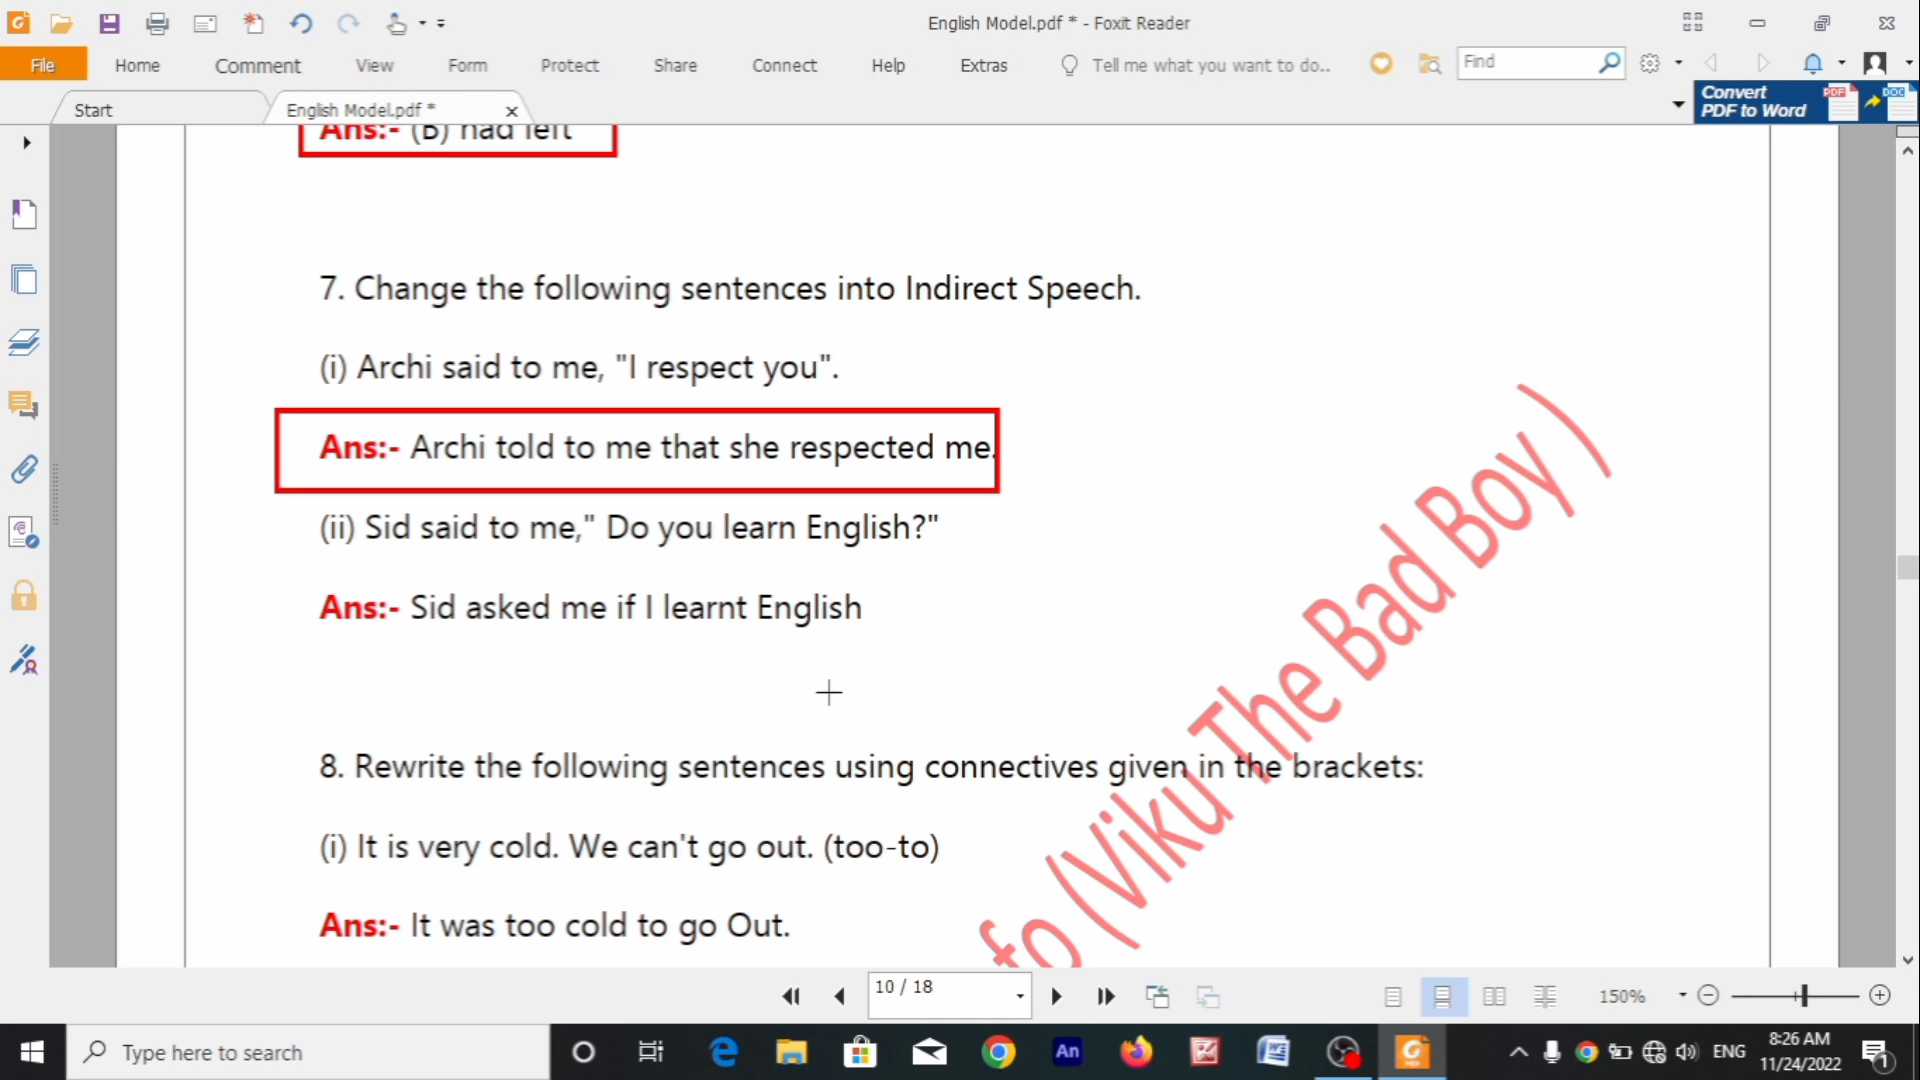 English Model.pdf * - Foxit Reader
File Home Comment View Form Protect Share Connect Help Extras Tell me what you want to do.. Find
Start English Model.pdf * Convert
PDF to Word
PDF DOC
Ans:- (B) had left
7. Change the following sentences into Indirect Speech.
(i) Archi said to me, "I respect you".
Ans:- Archi told to me that she respected me.
(ii) Sid said to me," Do you learn English?"
Ans:- Sid asked me if I learnt English
8. Rewrite the following sentences using connectives given in the brackets:
(i) It is very cold. We can't go out. (too-to)
Ans:- It was too cold to go Out.
fo (Viku The Bad Boy )
10 / 18 150%
Type here to search An ENG 8:26 AM
11/24/2022 1